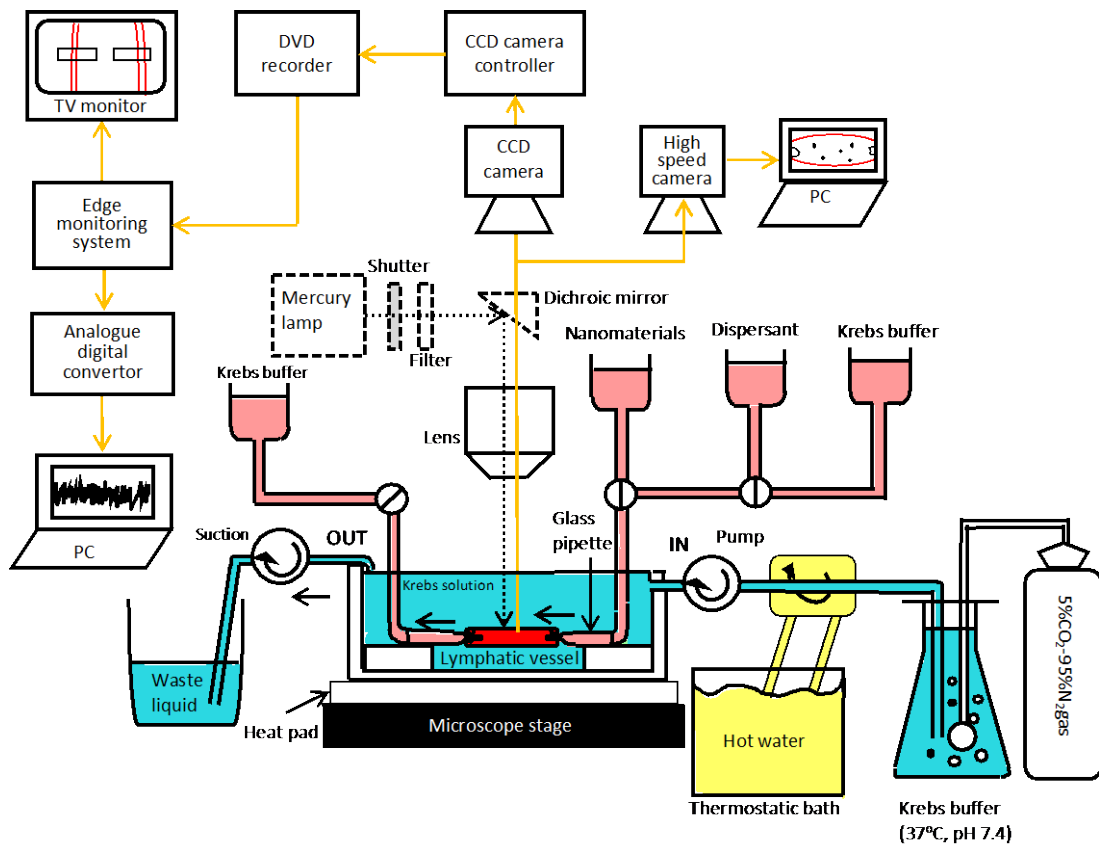 TV monitor
DVD
recorder
CCD camera
controller
CCD
camera
High
speed
camera
PC
Edge
monitoring
system
Shutter
Mercury
lamp
Filter
Dichroic mirror
Nanomaterials
Dispersant
Krebs buffer
Analogue
digital
convertor
Krebs buffer
Lens
PC
Suction
OUT
Glass
pipette
IN
Pump
Krebs solution
Lymphatic vessel
Waste
liquid
Heat pad
Microscope stage
Hot water
Thermostatic bath
5%CO₂-95%N₂gas
Krebs buffer
(37⁰C, pH 7.4)